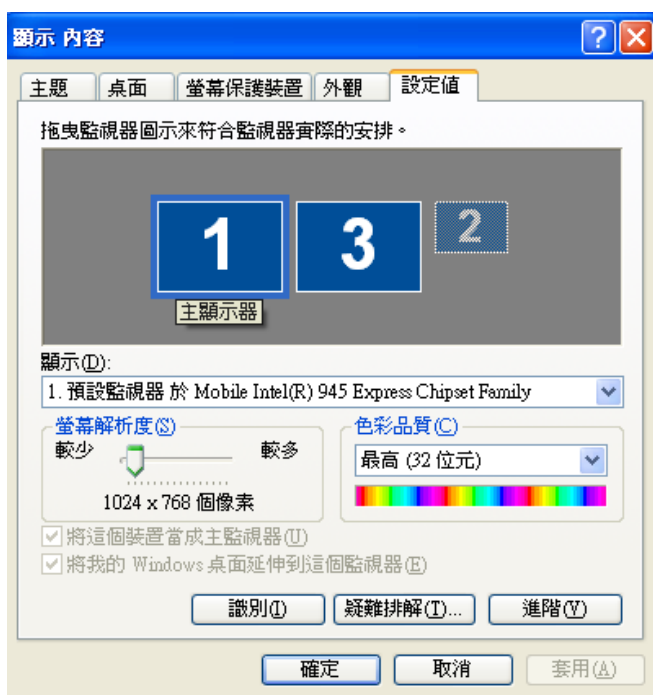 顯示 內容
主題 桌面 螢幕保護裝置 外觀 設定值
拖曳監視器圖示來符合監視器實際的安排。
1 3 2
主顯示器
顯示(D):
1. 預設監視器 於 Mobile Intel(R) 945 Express Chipset Family
螢幕解析度(S) 色彩品質(C)
較少 較多 最高 (32 位元)
1024 x 768 個像素
將這個裝置當成主監視器(U)
將我的 Windows 桌面延伸到這個監視器(E)
識別(I) 疑難排解(T)... 進階(V)
確定 取消 套用(A)